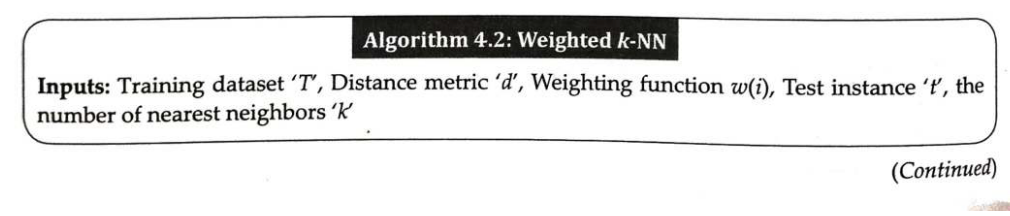 Algorithm 4.2: Weighted k-NN
Inputs: Training dataset ‘T’, Distance metric ‘d’, Weighting function w(i), Test instance ‘t’, the
number of nearest neighbors ‘k’
(Continued)